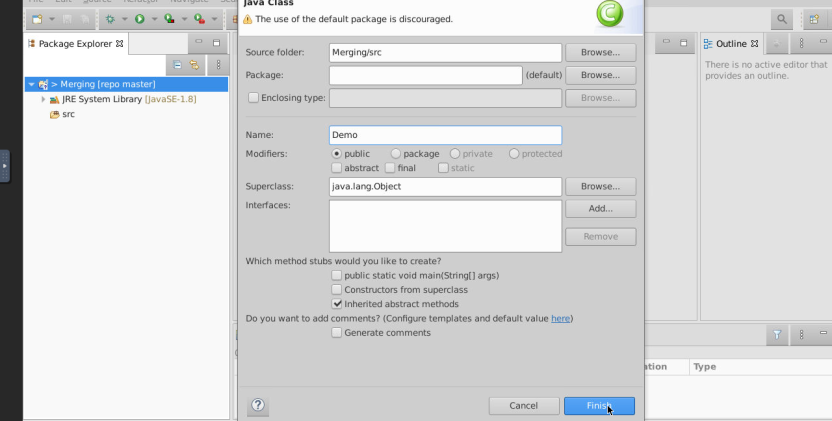 Java Class
The use of the default package is discouraged.
Package Explorer
> Merging [repo master]
JRE System Library [JavaSE-1.8]
src
Source folder: Merging/src Browse...
Package: (default) Browse...
Enclosing type: Browse...
Name: Demo
Modifiers: public package private protected
abstract final static
Superclass: java.lang.Object Browse...
Interfaces: Add...
Remove
Which method stubs would you like to create?
public static void main(String[] args)
Constructors from superclass
Inherited abstract methods
Do you want to add comments? (Configure templates and default value here)
Generate comments
? Cancel Finish
Outline
There is no active editor that
provides an outline.
ation Type